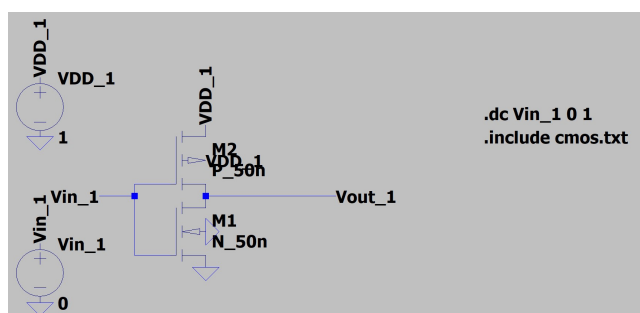 VDD_1
VDD_1
1
Vin_1
Vin_1
0
Vin_1
VDD_1
M2
VDD_1
P_50n
Vout_1
M1
N_50n
.dc Vin_1 0 1
.include cmos.txt